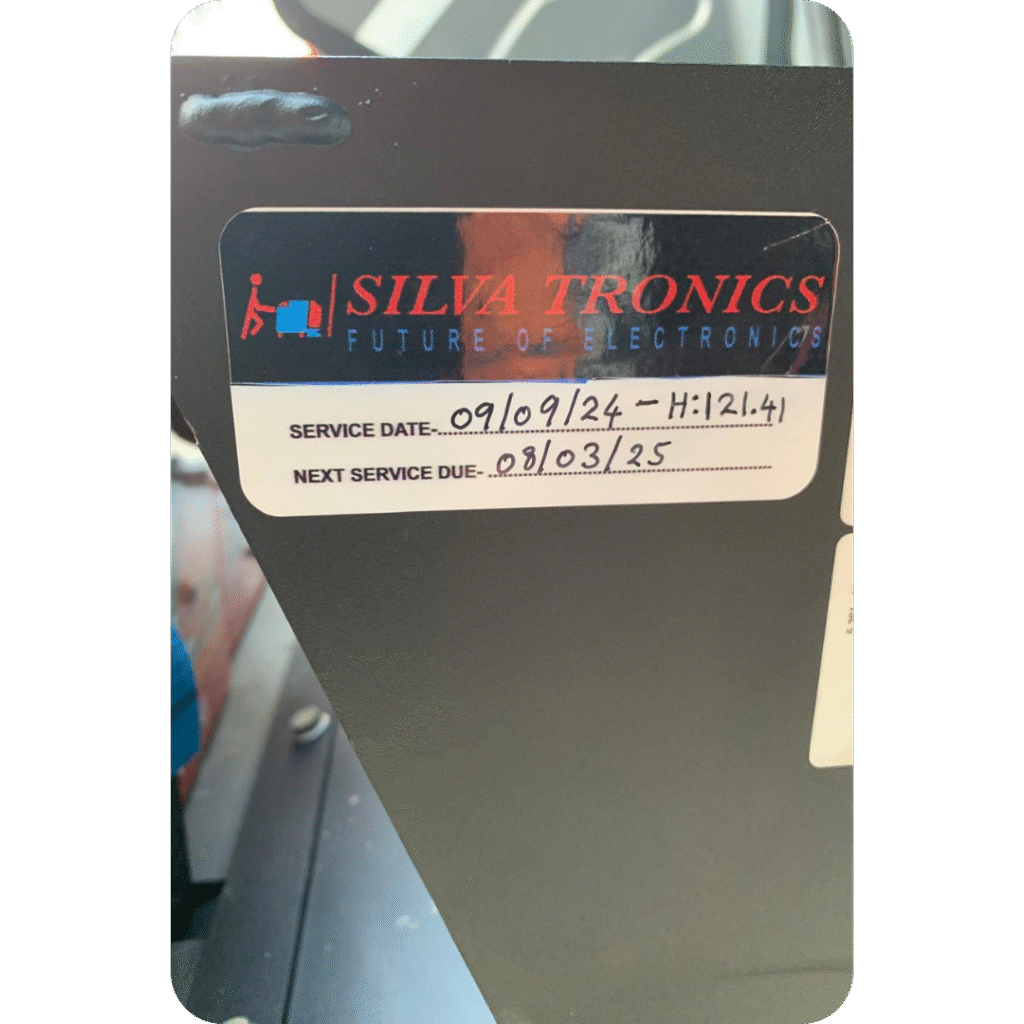 SILVA TRONICS
FUTURE OF ELECTRONICS
SERVICE DATE-..09/09/24 - H:121.41
NEXT SERVICE DUE- ..08/03/25